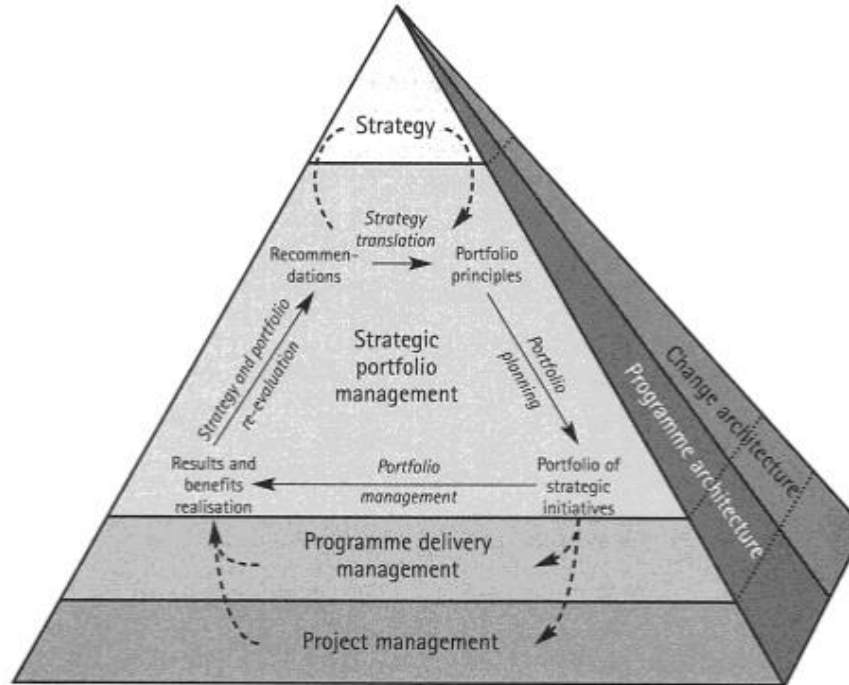 Strategy
Strategy
translation
Recommen-
dations
Portfolio
principles
Strategy and portfolio
re-evaluation
Strategic
portfolio
management
Portfolio
planning
Results and
benefits
realisation
Portfolio
management
Portfolio of
strategic
initiatives
Programme delivery
management
Project management
Programme architecture
Change architecture